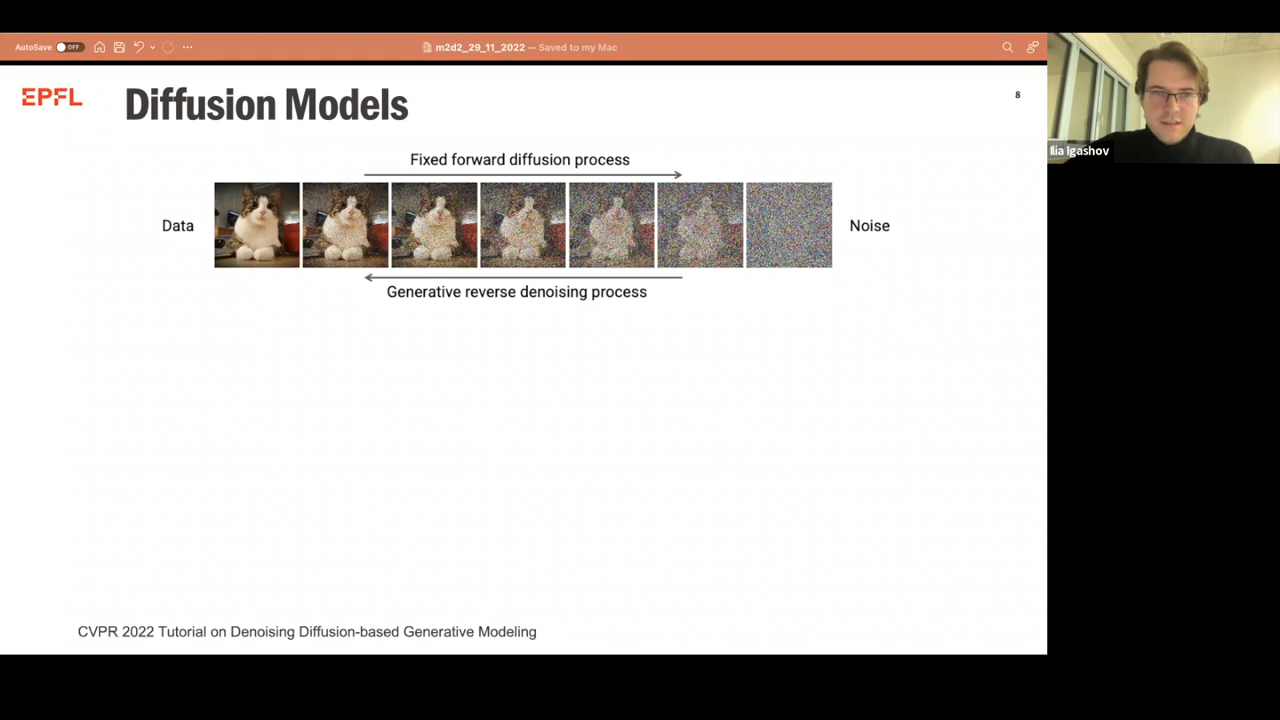 AutoSave OFF
m2d2_29_11_2022 — Saved to my Mac
EPFL
Diffusion Models
8
Ilia Igashov
Fixed forward diffusion process
Data
Noise
Generative reverse denoising process
CVPR 2022 Tutorial on Denoising Diffusion-based Generative Modeling